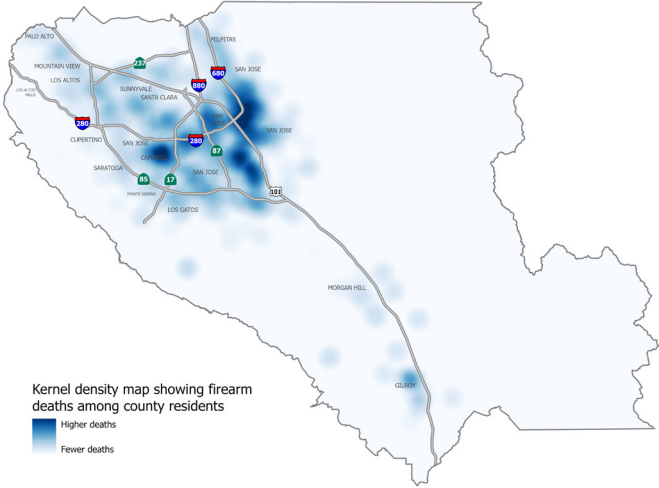 PALO ALTO
MILPITAS
237
MOUNTAIN VIEW
680
SAN JOSE
LOS ALTOS
880
SUNNYVALE
LOS ALTOS
HILLS
SANTA CLARA
SAN
280
SAN JOSE
CUPERTINO
SAN JOSE
280
87
SARATOGA
SAN JOSE
85
17
101
MONTE SERENO
LOS GATOS
MORGAN HILL
GILROY
Kernel density map showing firearm
deaths among county residents
Higher deaths
Fewer deaths